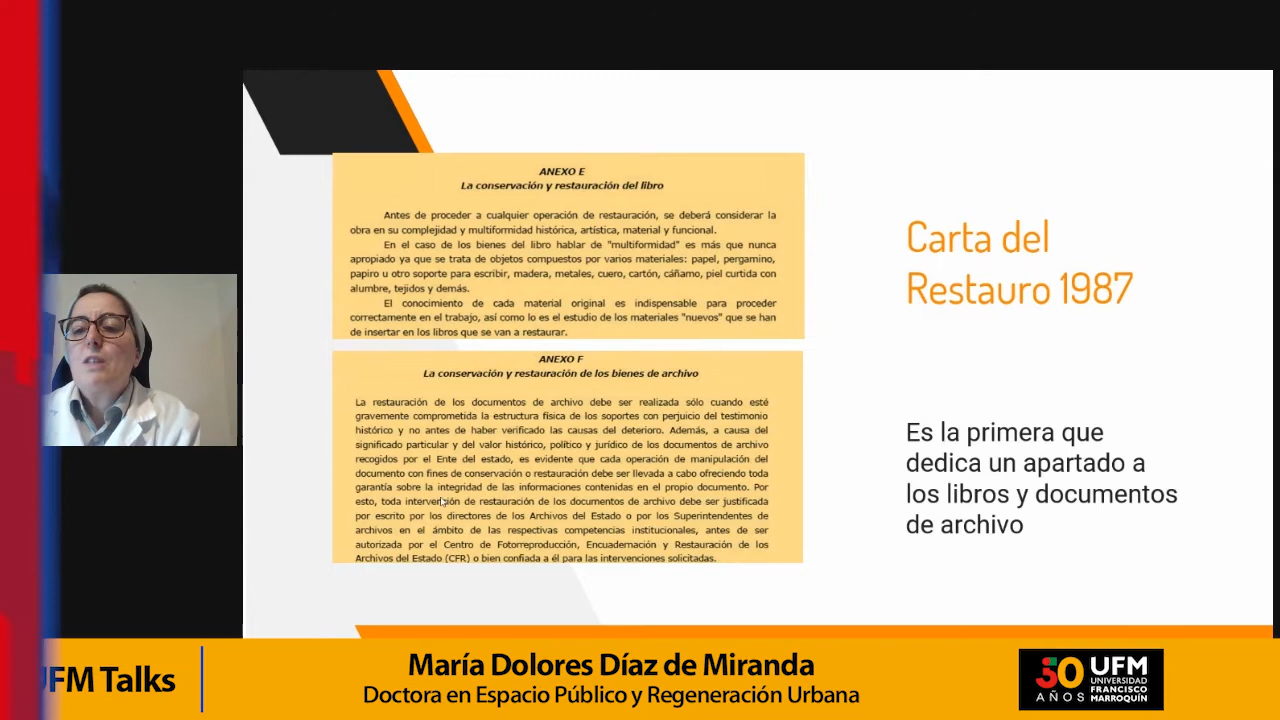 ANEXO E
La conservación y restauración del libro
Antes de proceder a cualquier operación de restauración, se deberá considerar la
obra en su complejidad y multiformidad histórica, artística, material y funcional.
En el caso de los bienes del libro hablar de "multiformidad" es más que nunca
apropiado ya que se trata de objetos compuestos por varios materiales: papel, pergamino,
papiro u otro soporte para escribir, madera, metales, cuero, cartón, cáñamo, piel curtida con
alumbre, tejidos y demás.
El conocimiento de cada material original es indispensable para proceder
correctamente en el trabajo, así como lo es el estudio de los materiales "nuevos" que se han
de insertar en los libros que se van a restaurar.
ANEXO F
La conservación y restauración de los bienes de archivo
La restauración de los documentos de archivo debe ser realizada sólo cuando esté
gravemente comprometida la estructura física de los soportes con perjuicio del testimonio
histórico y no antes de haber verificado las causas del deterioro. Además, a causa del
significado particular y del valor histórico, político y jurídico de los documentos de archivo
recogidos por el Ente del estado, es evidente que cada operación de manipulación del
documento con fines de conservación o restauración debe ser llevada a cabo ofreciendo toda
garantía sobre la integridad de las informaciones contenidas en el propio documento. Por
esto, toda intervención de restauración de los documentos de archivo debe ser justificada
por escrito por los directores de los Archivos del Estado o por los Superintendentes de
archivos en el ámbito de las respectivas competencias institucionales, antes de ser
autorizada por el Centro de Fotorreproducción, Encuadernación y Restauración de los
Archivos del Estado (CFR) o bien confiada a él para las intervenciones solicitadas.
Carta del
Restauro 1987
Es la primera que
dedica un apartado a
los libros y documentos
de archivo
UFM Talks
María Dolores Díaz de Miranda
Doctora en Espacio Público y Regeneración Urbana
50
AÑOS
UFM
UNIVERSIDAD
FRANCISCO
MARROQUÍN